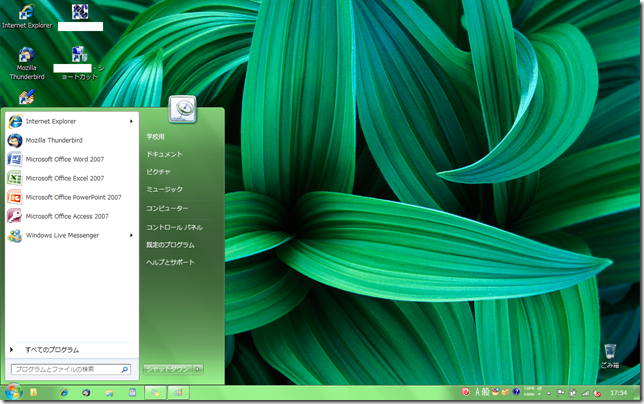 Internet Explorer
Mozilla
Thunderbird
- シ
ョートカット
Internet Explorer
Mozilla Thunderbird
Microsoft Office Word 2007
Microsoft Office Excel 2007
Microsoft Office PowerPoint 2007
Microsoft Office Access 2007
Windows Live Messenger
すべてのプログラム
プログラムとファイルの検索
学校用
ドキュメント
ピクチャ
ミュージック
コンピューター
コントロール パネル
既定のプログラム
ヘルプとサポート
シャットダウン
ごみ箱
A 般
CAPS
KANA
17:54